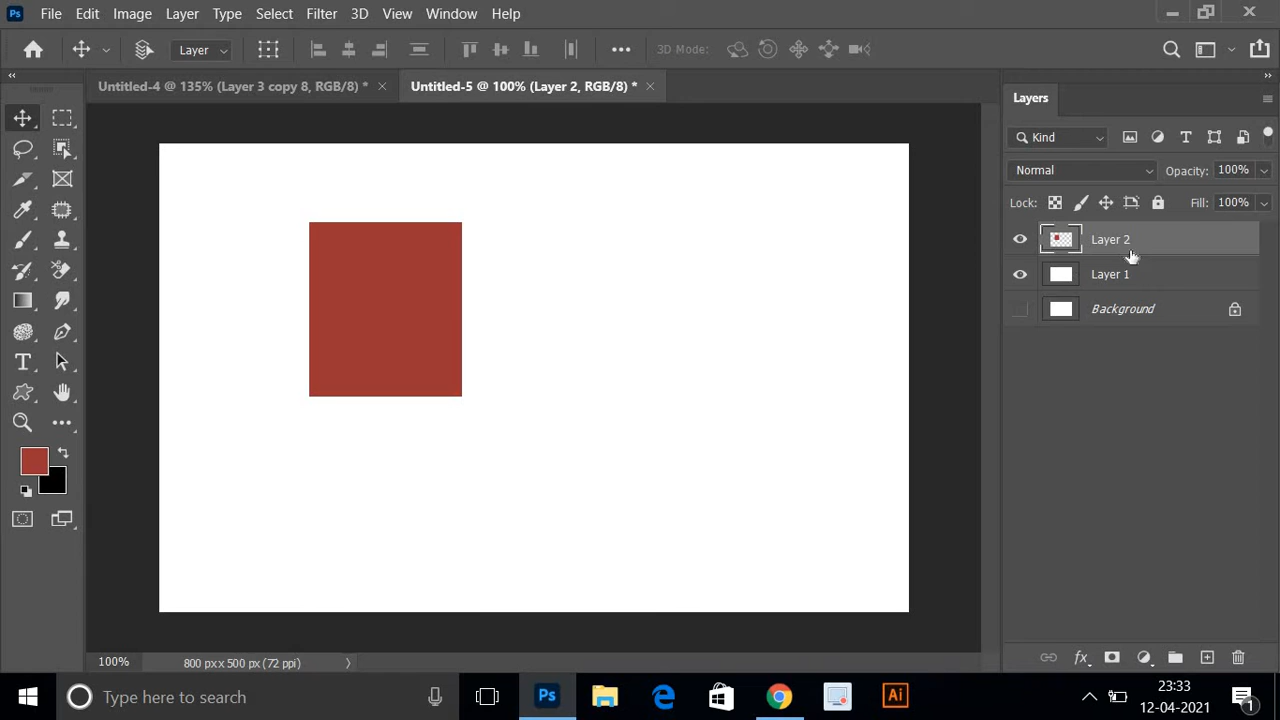 Ps File Edit Image Layer Type Select Filter 3D View Window Help
Layer 3D Mode:
Untitled-4 @ 135% (Layer 3 copy 8, RGB/8) * Untitled-5 @ 100% (Layer 2, RGB/8) *
Layers
Kind
Normal Opacity: 100%
Lock: Fill: 100%
Layer 2
Layer 1
Background
100% 800 px x 500 px (72 ppi)
Type here to search Ps Ai 23:33
12-04-2021 1